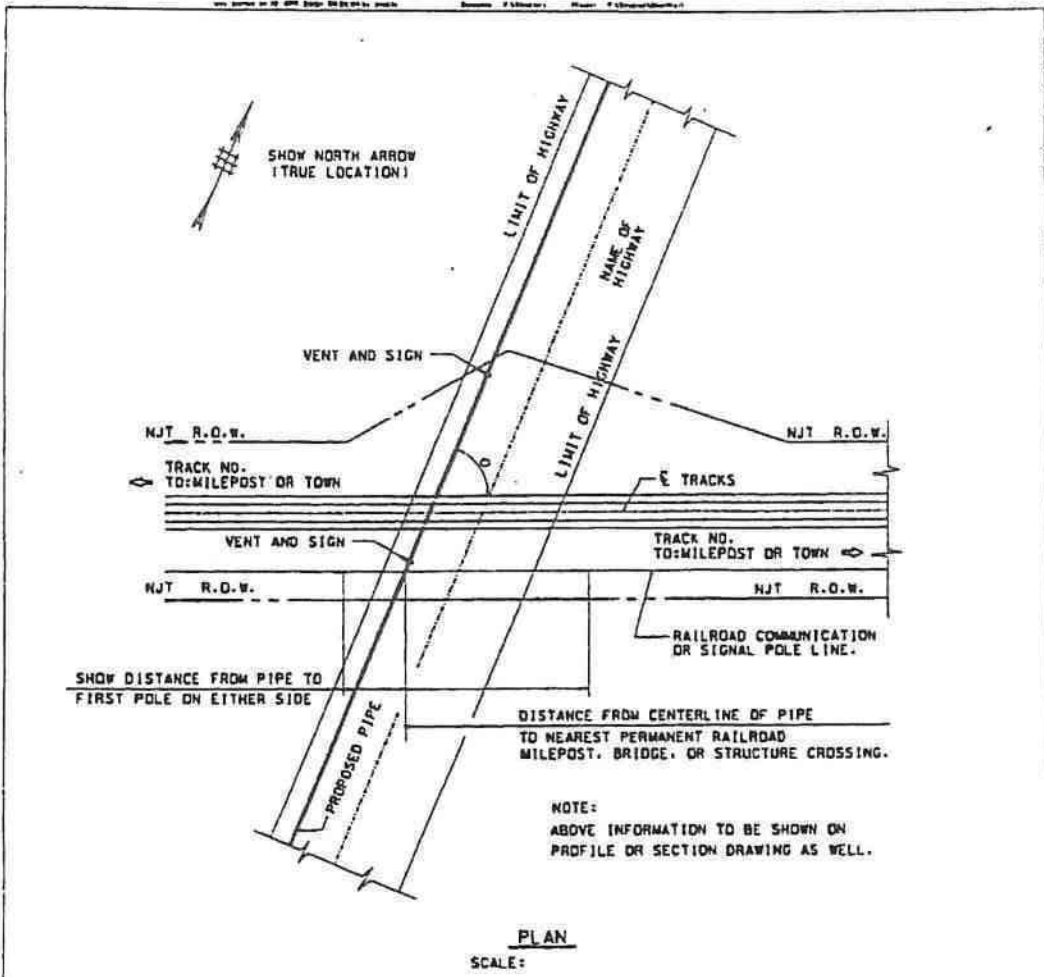 SHOW NORTH ARROW
(TRUE LOCATION)
LIMIT OF HIGHWAY
NAME OF
HIGHWAY
VENT AND SIGN
LIMIT OF HIGHWAY
NJT R.O.W.
NJT R.O.W.
TRACK NO.
TO:MILEPOST OR TOWN
℄ TRACKS
VENT AND SIGN
TRACK NO.
TO:MILEPOST OR TOWN
NJT R.O.W.
NJT R.O.W.
RAILROAD COMMUNICATION
OR SIGNAL POLE LINE.
SHOW DISTANCE FROM PIPE TO
FIRST POLE ON EITHER SIDE
DISTANCE FROM CENTERLINE OF PIPE
TO NEAREST PERMANENT RAILROAD
MILEPOST, BRIDGE, OR STRUCTURE CROSSING.
PROPOSED PIPE
NOTE:
ABOVE INFORMATION TO BE SHOWN ON
PROFILE OR SECTION DRAWING AS WELL.
PLAN
SCALE: